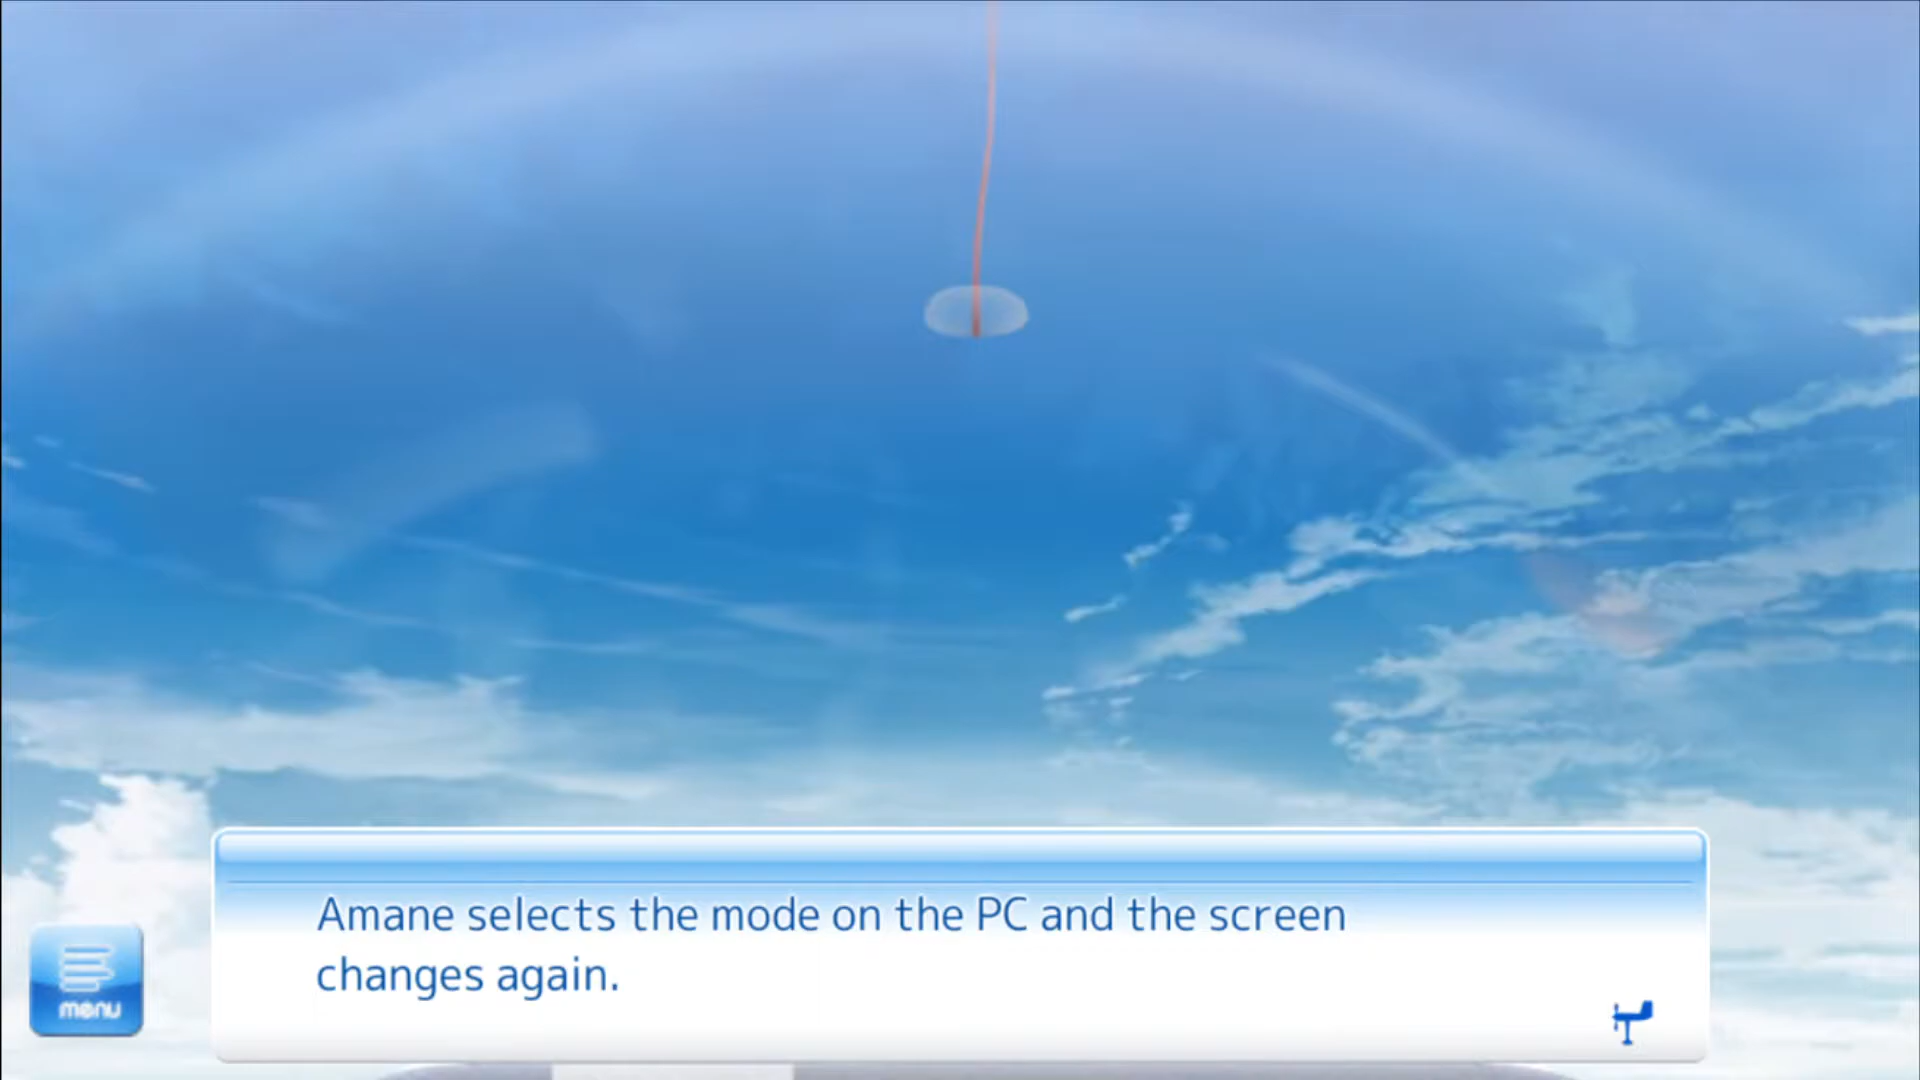 Amane selects the mode on the PC and the screen
changes again.
menu